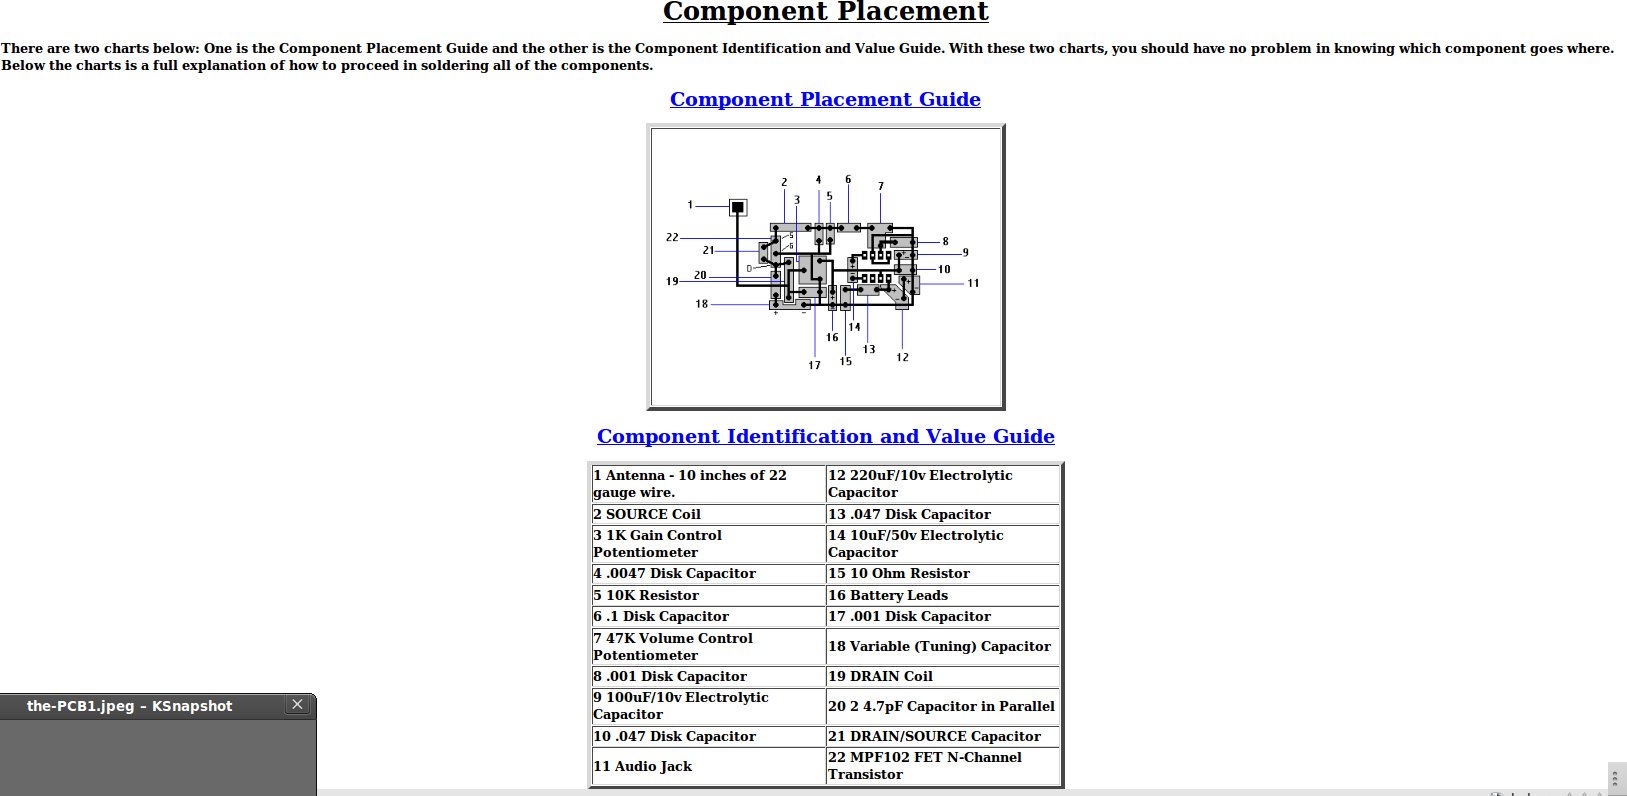 Component Placement
There are two charts below: One is the Component Placement Guide and the other is the Component Identification and Value Guide. With these two charts, you should have no problem in knowing which component goes where.
Below the charts is a full explanation of how to proceed in soldering all of the components.
Component Placement Guide
2
4
6
7
3
5
1
S
22
8
G
21
9
D
10
20
19
11
18
+
−
14
16
13
12
15
17
Component Identification and Value Guide
1 Antenna - 10 inches of 22
gauge wire.
12 220uF/10v Electrolytic
Capacitor
2 SOURCE Coil
13 .047 Disk Capacitor
3 1K Gain Control
Potentiometer
14 10uF/50v Electrolytic
Capacitor
4 .0047 Disk Capacitor
15 10 Ohm Resistor
5 10K Resistor
16 Battery Leads
6 .1 Disk Capacitor
17 .001 Disk Capacitor
7 47K Volume Control
Potentiometer
18 Variable (Tuning) Capacitor
8 .001 Disk Capacitor
19 DRAIN Coil
9 100uF/10v Electrolytic
Capacitor
20 2 4.7pF Capacitor in Parallel
10 .047 Disk Capacitor
21 DRAIN/SOURCE Capacitor
11 Audio Jack
22 MPF102 FET N-Channel
Transistor
the-PCB1.jpeg – KSnapshot